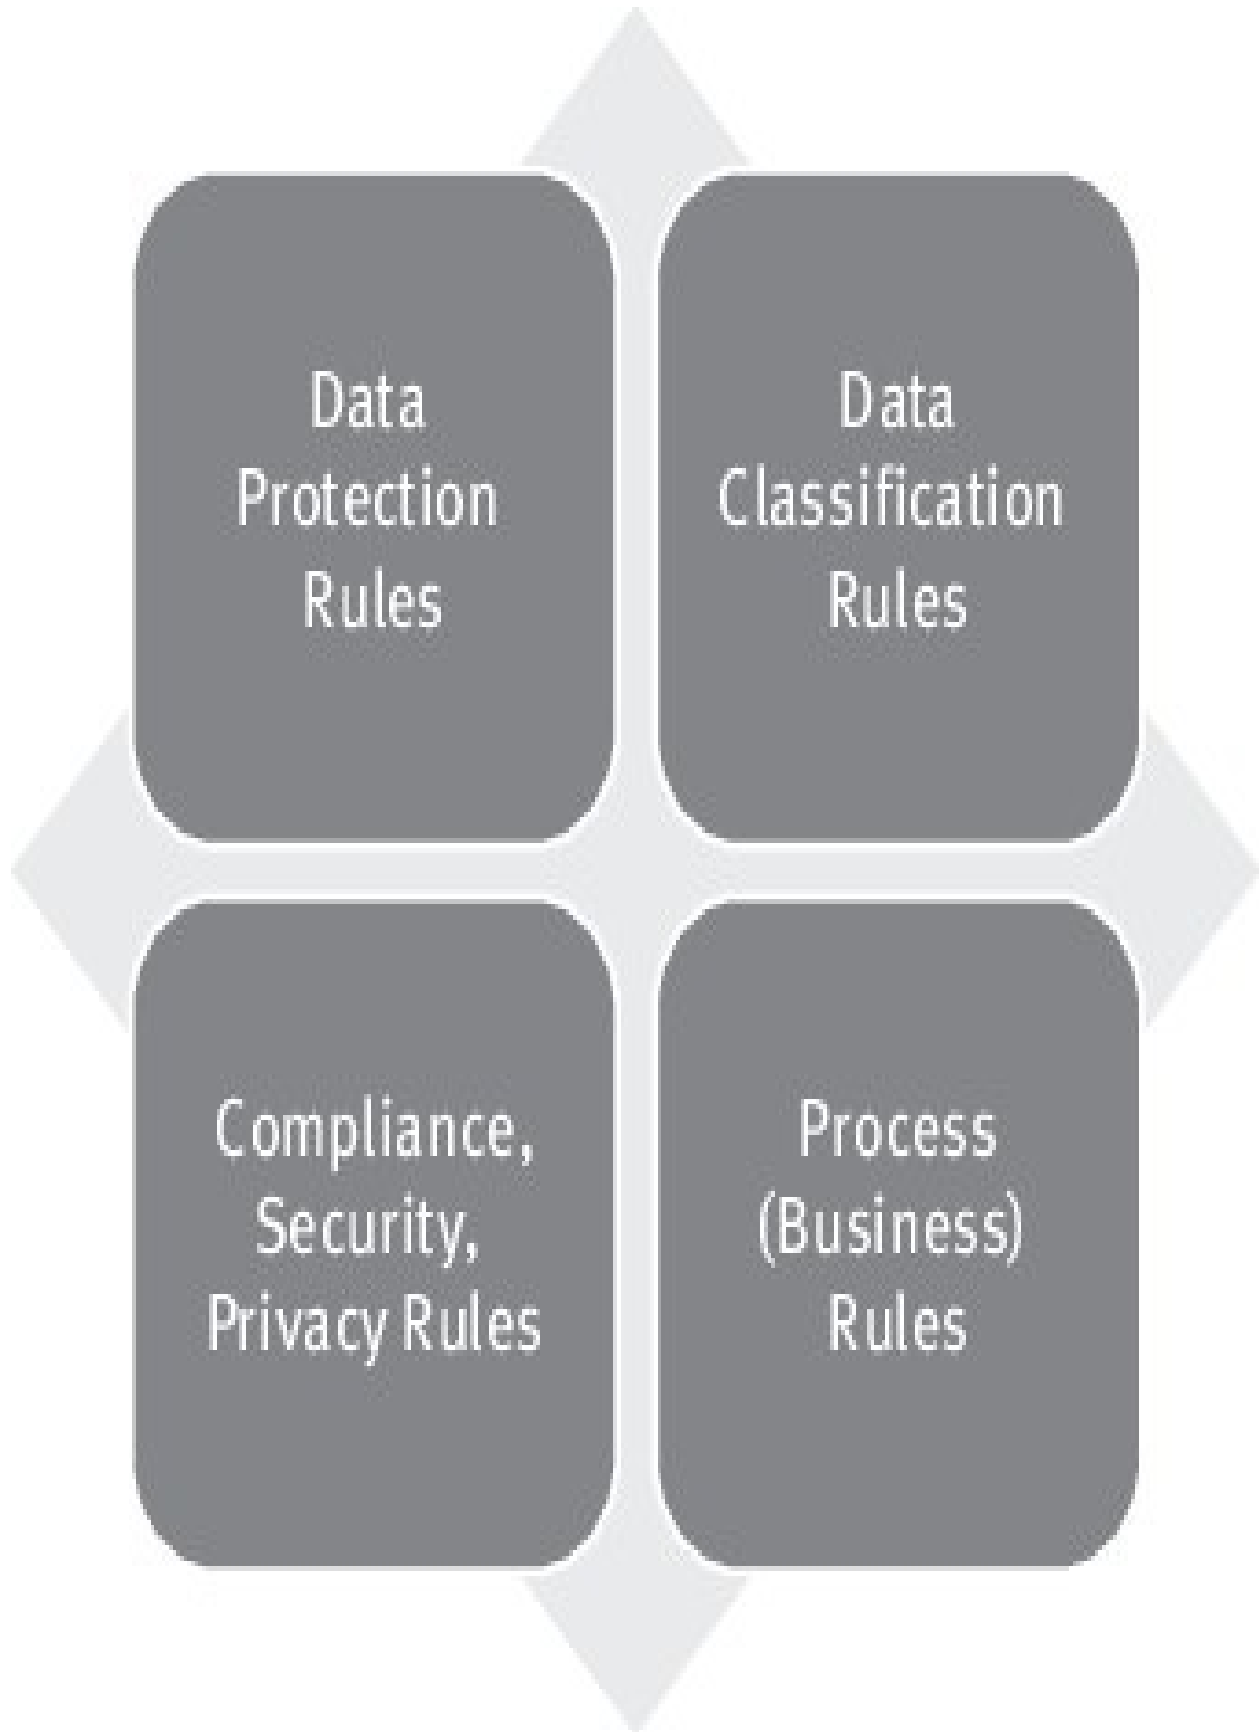 Data
Protection
Rules
Data
Classification
Rules
Compliance,
Security,
Privacy Rules
Process
(Business)
Rules